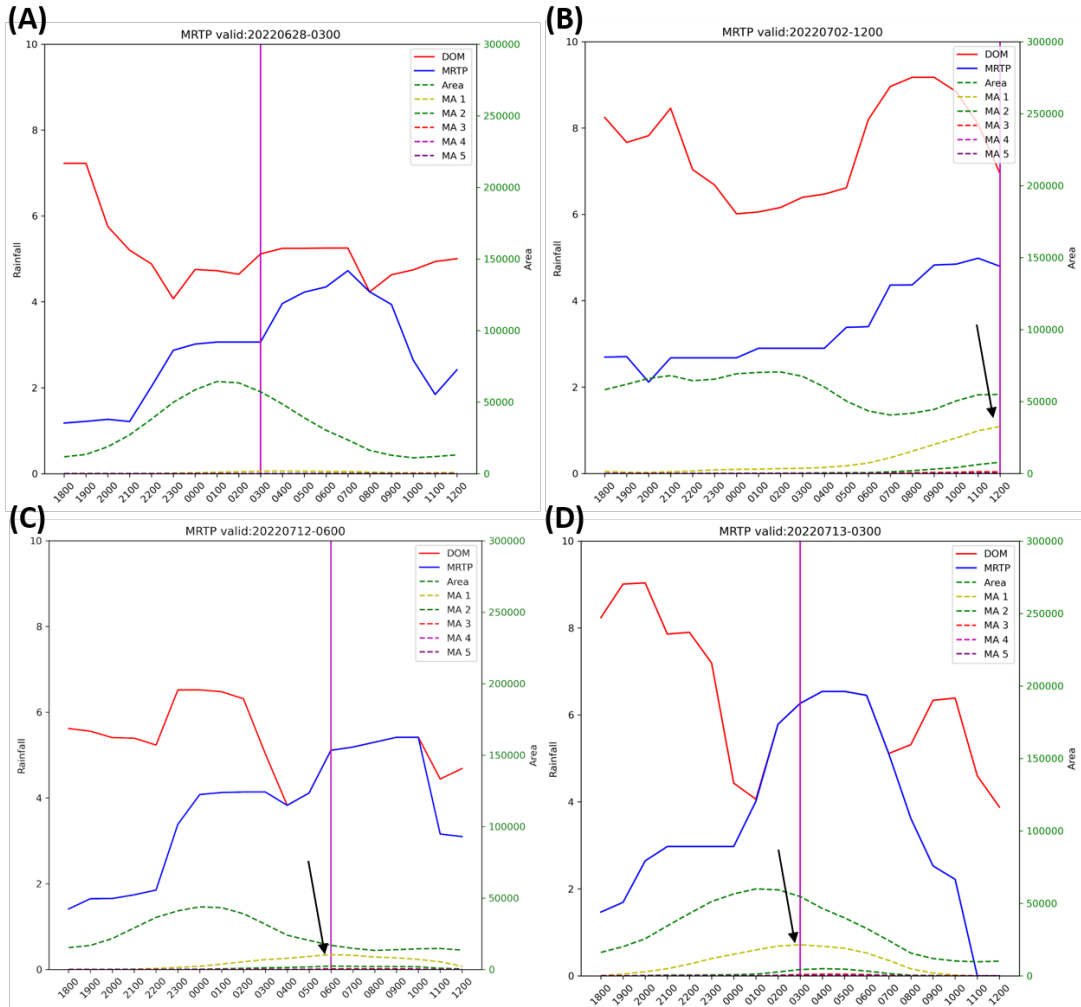 (A)
MRTP valid:20220628-0300
DOM
MRTP
Area
MA 1
MA 2
MA 3
MA 4
MA 5
10
8
6
4
2
0
Rainfall
300000
250000
200000
150000
100000
50000
0
Area
1800 1900 2000 2100 2200 2300 0000 0100 0200 0300 0400 0500 0600 0700 0800 0900 1000 1100 1200
(B)
MRTP valid:20220702-1200
DOM
MRTP
Area
MA 1
MA 2
MA 3
MA 4
MA 5
10
8
6
4
2
0
Rainfall
300000
250000
200000
150000
100000
50000
0
Area
1800 1900 2000 2100 2200 2300 0000 0100 0200 0300 0400 0500 0600 0700 0800 0900 1000 1100 1200
(C)
MRTP valid:20220712-0600
DOM
MRTP
Area
MA 1
MA 2
MA 3
MA 4
MA 5
10
8
6
4
2
0
Rainfall
300000
250000
200000
150000
100000
50000
0
Area
1800 1900 2000 2100 2200 2300 0000 0100 0200 0300 0400 0500 0600 0700 0800 0900 1000 1100 1200
(D)
MRTP valid:20220713-0300
DOM
MRTP
Area
MA 1
MA 2
MA 3
MA 4
MA 5
10
8
6
4
2
0
Rainfall
300000
250000
200000
150000
100000
50000
0
Area
1800 1900 2000 2100 2200 2300 0000 0100 0200 0300 0400 0500 0600 0700 0800 0900 1000 1100 1200